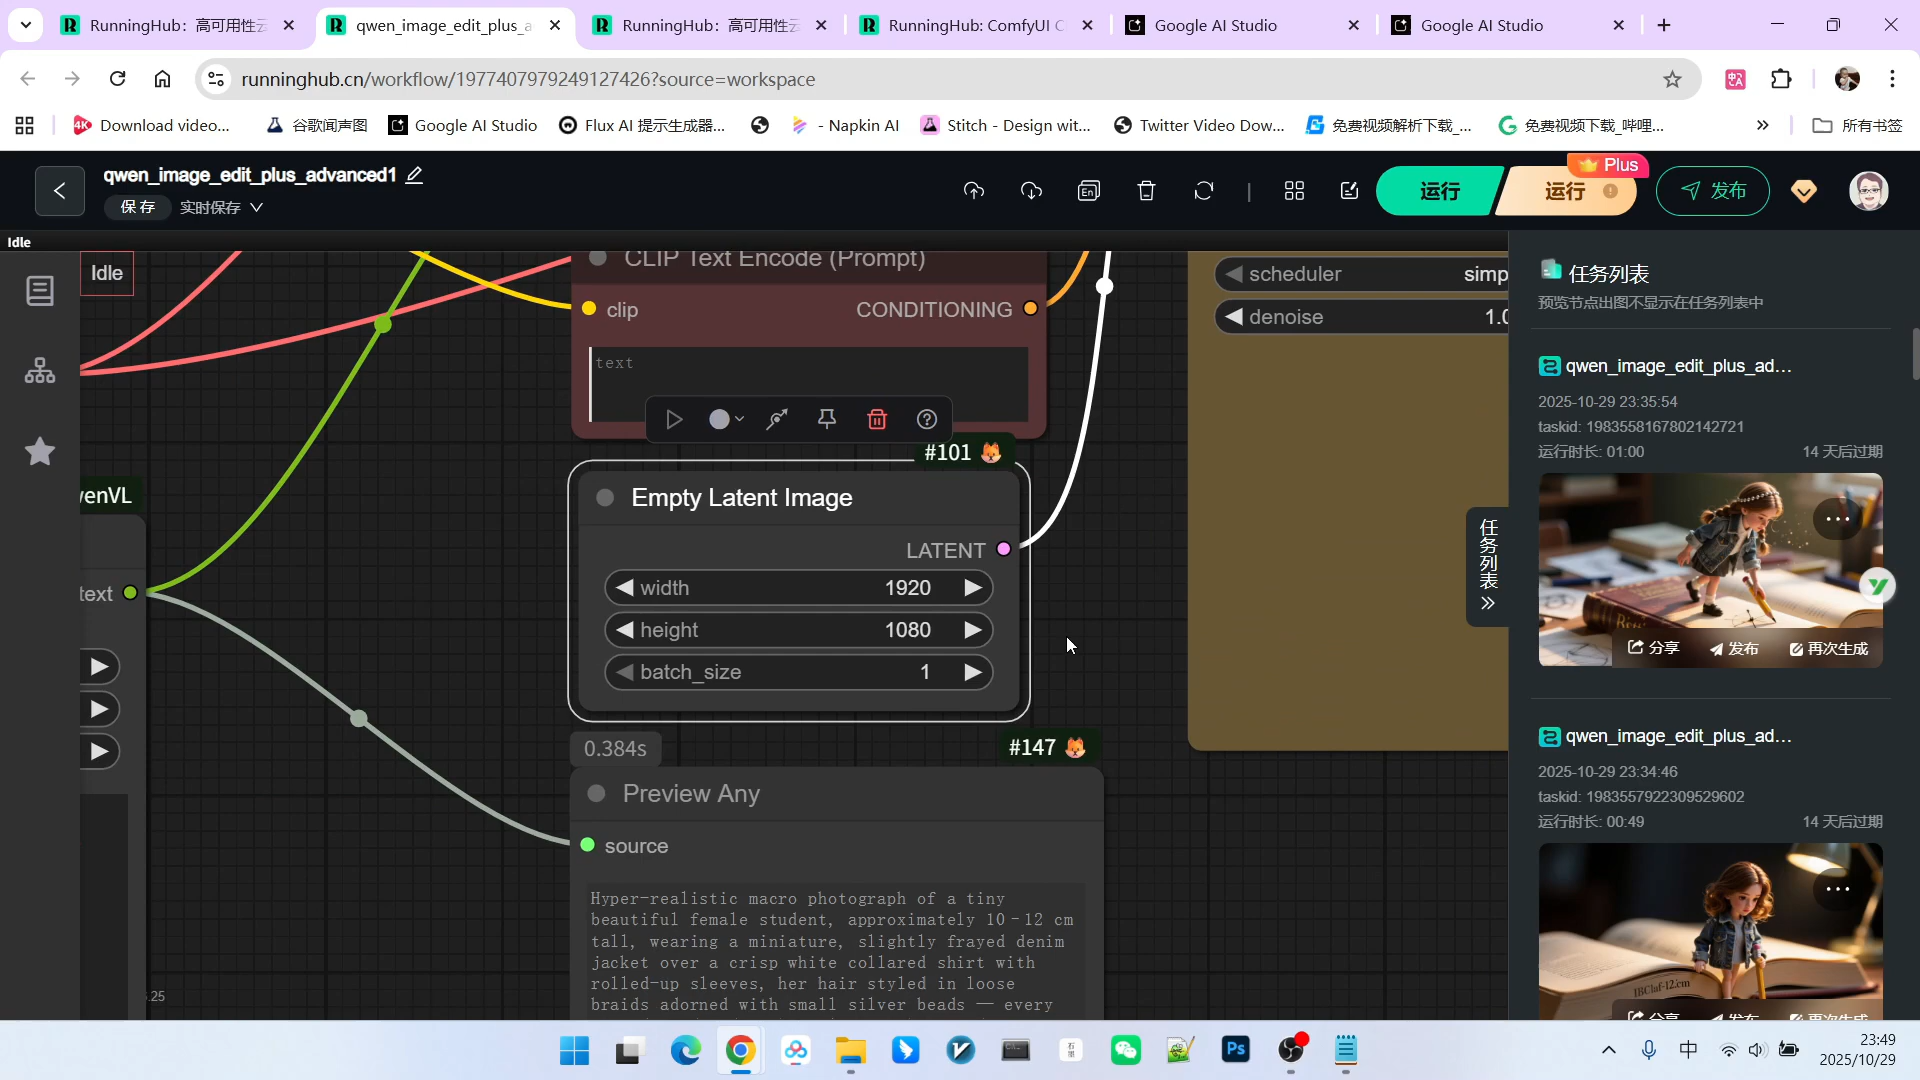 RunningHub：高可用性云
qwen_image_edit_plus_a
RunningHub：高可用性云
RunningHub: ComfyUI C
Google AI Studio
Google AI Studio
runninghub.cn/workflow/1977407979249127426?source=workspace
Download video...
谷歌闻声图
Google AI Studio
Flux AI 提示生成器...
- Napkin AI
Stitch - Design wit...
Twitter Video Dow...
免费视频解析下载_...
免费视频下载_哔哩...
所有书签
qwen_image_edit_plus_advanced1
保存
实时保存
En
运行
运行
Plus
发布
Idle
Idle
CLIP Text Encode (Prompt)
clip
CONDITIONING
text
scheduler
simp
denoise
1.0
#101
Empty Latent Image
LATENT
width
1920
height
1080
batch_size
1
wenVL
text
0.384s
#147
Preview Any
source
Hyper-realistic macro photograph of a tiny
beautiful female student, approximately 10–12 cm
tall, wearing a miniature, slightly frayed denim
jacket over a crisp white collared shirt with
rolled-up sleeves, her hair styled in loose
braids adorned with small silver beads — every
.25
任务列表
任务列表
预览节点出图不显示在任务列表中
qwen_image_edit_plus_ad...
2025-10-29 23:35:54
taskid: 1983558167802142721
运行时长: 01:00
14 天后过期
分享
发布
再次生成
qwen_image_edit_plus_ad...
2025-10-29 23:34:46
taskid: 1983557922309529602
运行时长: 00:49
14 天后过期
分享
发布
再次生成
Ps
中
23:49
2025/10/29